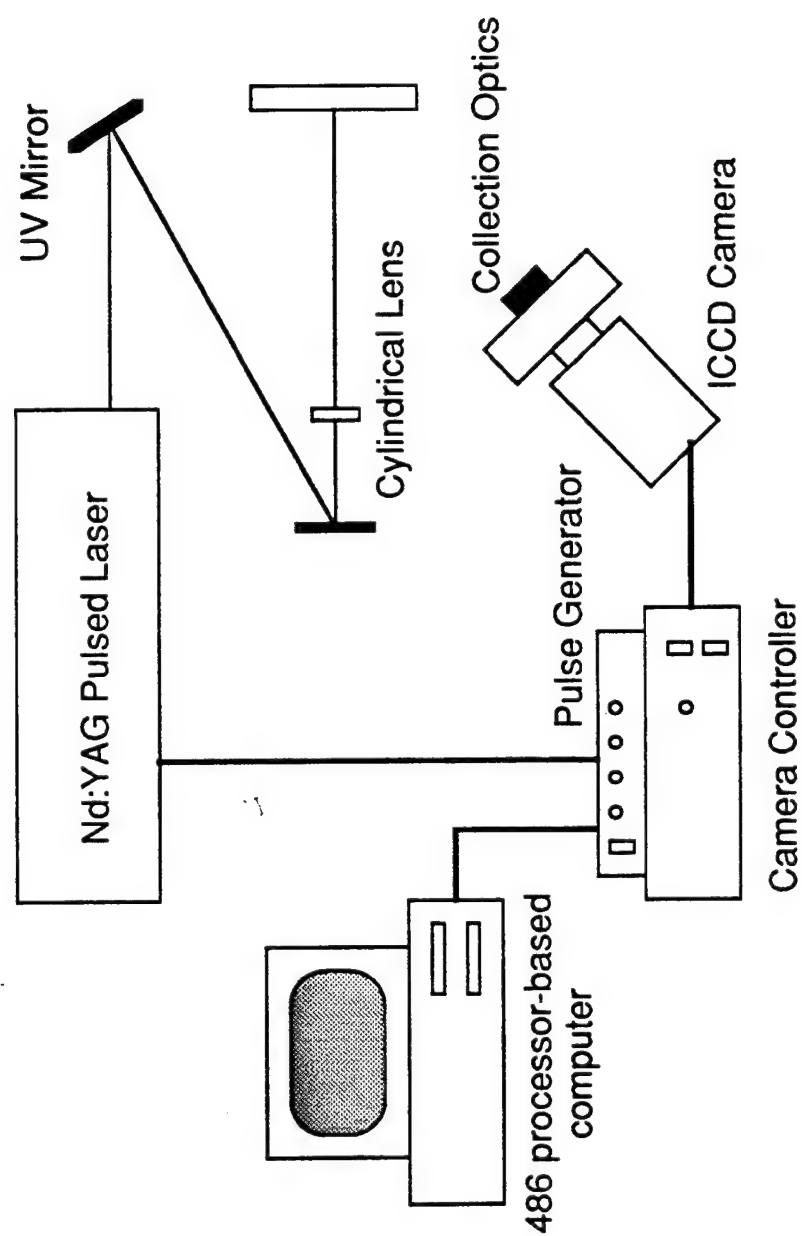 Nd:YAG Pulsed Laser
UV Mirror
Cylindrical Lens
Collection Optics
ICCD Camera
Pulse Generator
Camera Controller
486 processor-based
computer